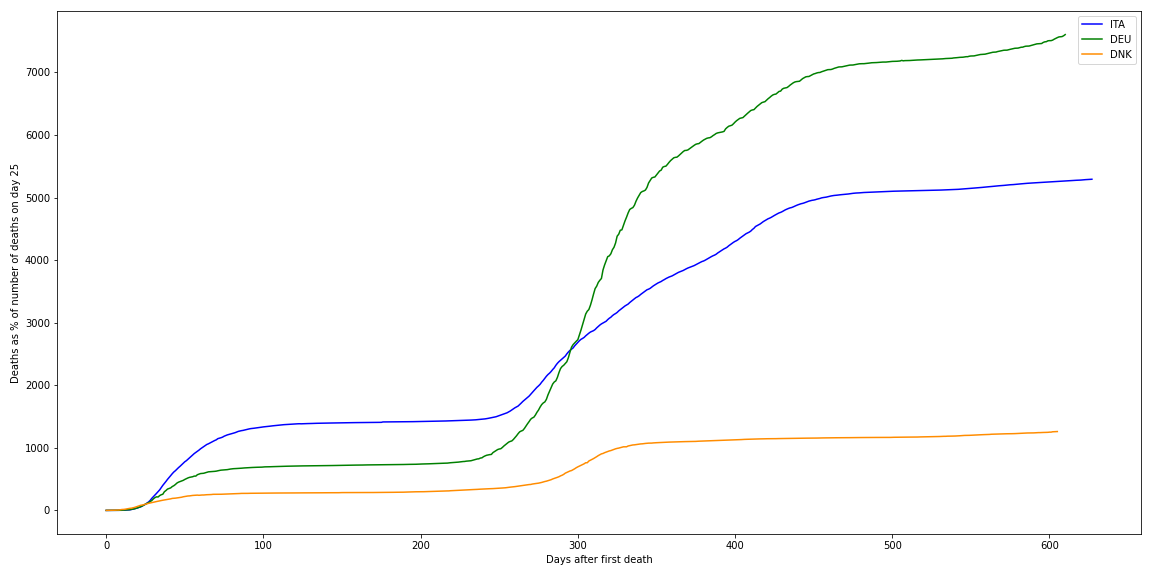 ITA
DEU
DNK
Deaths as % of number of deaths on day 25
7000
6000
5000
4000
3000
2000
1000
0
0 100 200 300 400 500 600
Days after first death